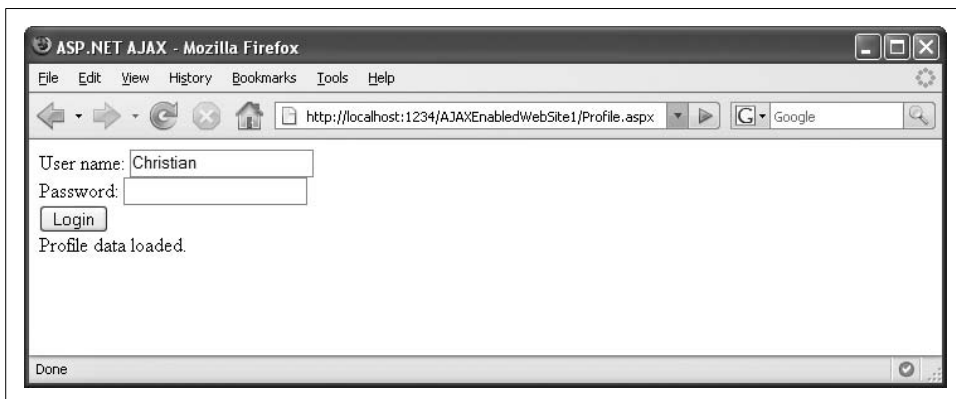 ASP.NET AJAX - Mozilla Firefox
File Edit View History Bookmarks Tools Help
http://localhost:1234/AJAXEnabledWebSite1/Profile.aspx G Google
User name: Christian
Password:
Login
Profile data loaded.
Done